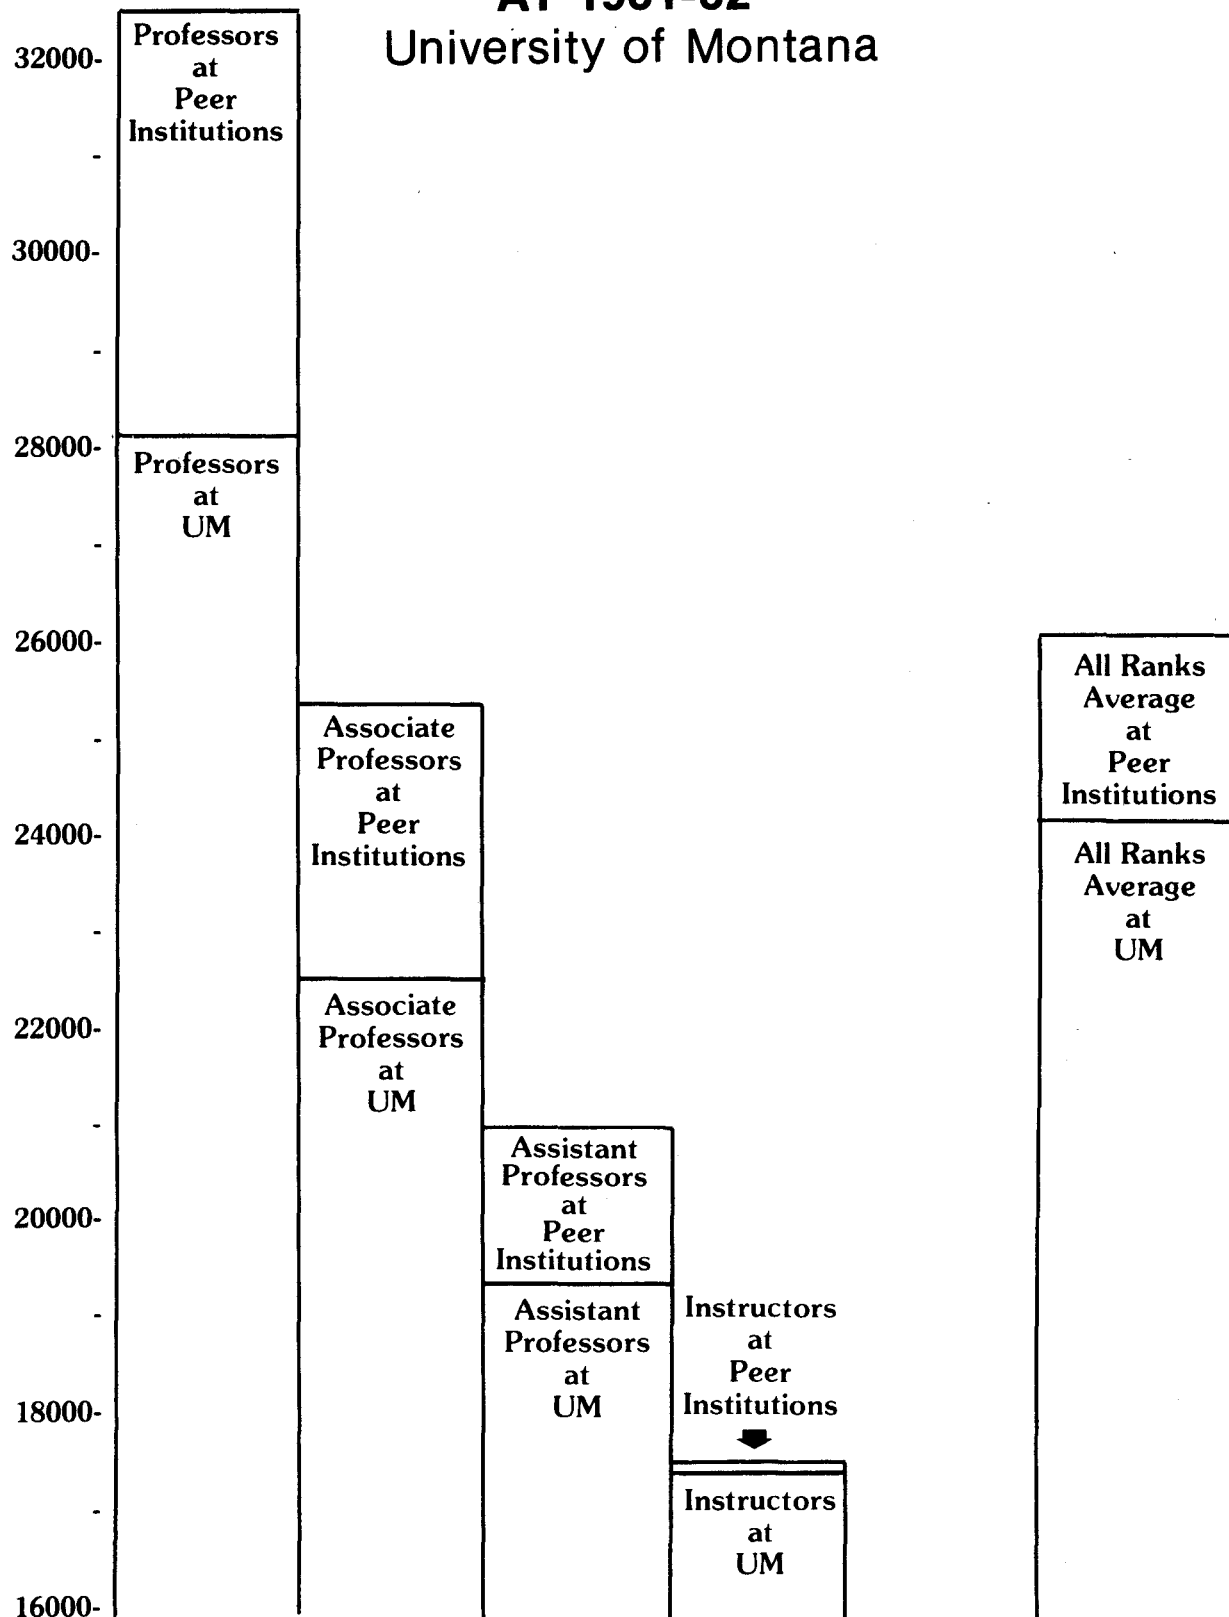 AY 1981-82
University of Montana
32000-
-
30000-
-
28000-
-
26000-
-
24000-
-
22000-
-
20000-
-
18000-
-
16000-
Professors
at
Peer
Institutions
Professors
at
UM
Associate
Professors
at
Peer
Institutions
Associate
Professors
at
UM
Assistant
Professors
at
Peer
Institutions
Assistant
Professors
at
UM
Instructors
at
Peer
Institutions
Instructors
at
UM
All Ranks
Average
at
Peer
Institutions
All Ranks
Average
at
UM